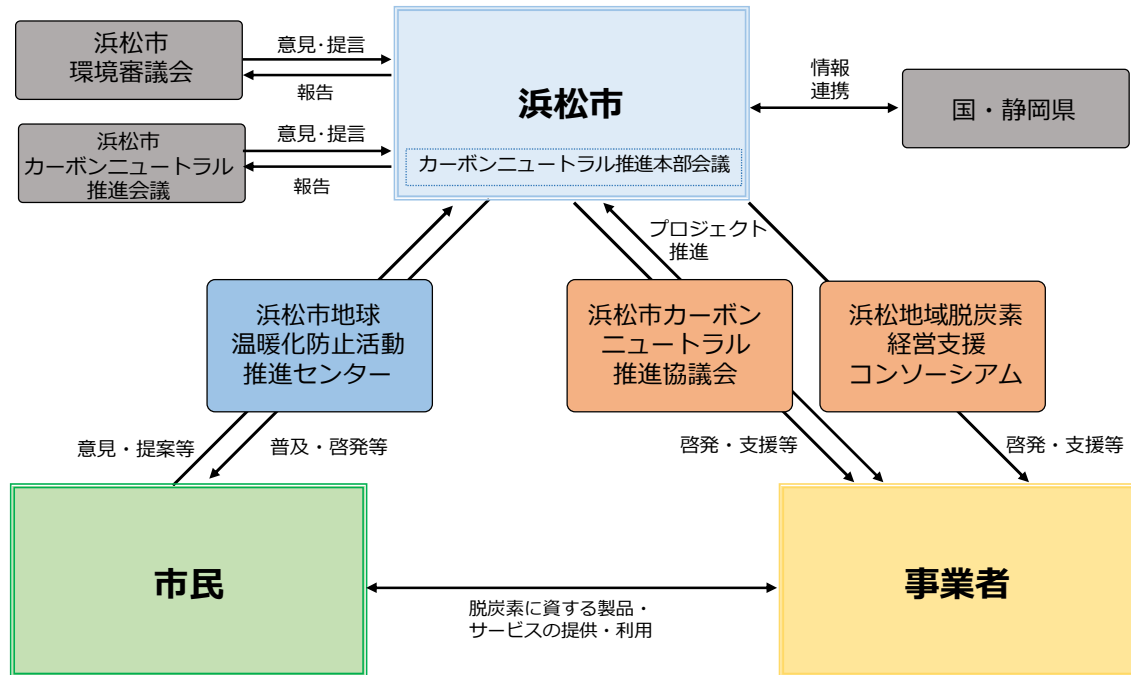 浜松市
環境審議会
意見・提言
報告
浜松市
カーボンニュートラル
推進会議
意見・提言
報告
浜松市
カーボンニュートラル推進本部会議
情報
連携
国・静岡県
プロジェクト
推進
浜松市地球
温暖化防止活動
推進センター
浜松市カーボン
ニュートラル
推進協議会
浜松地域脱炭素
経営支援
コンソーシアム
意見・提案等
普及・啓発等
啓発・支援等
啓発・支援等
市民
事業者
脱炭素に資する製品・
サービスの提供・利用